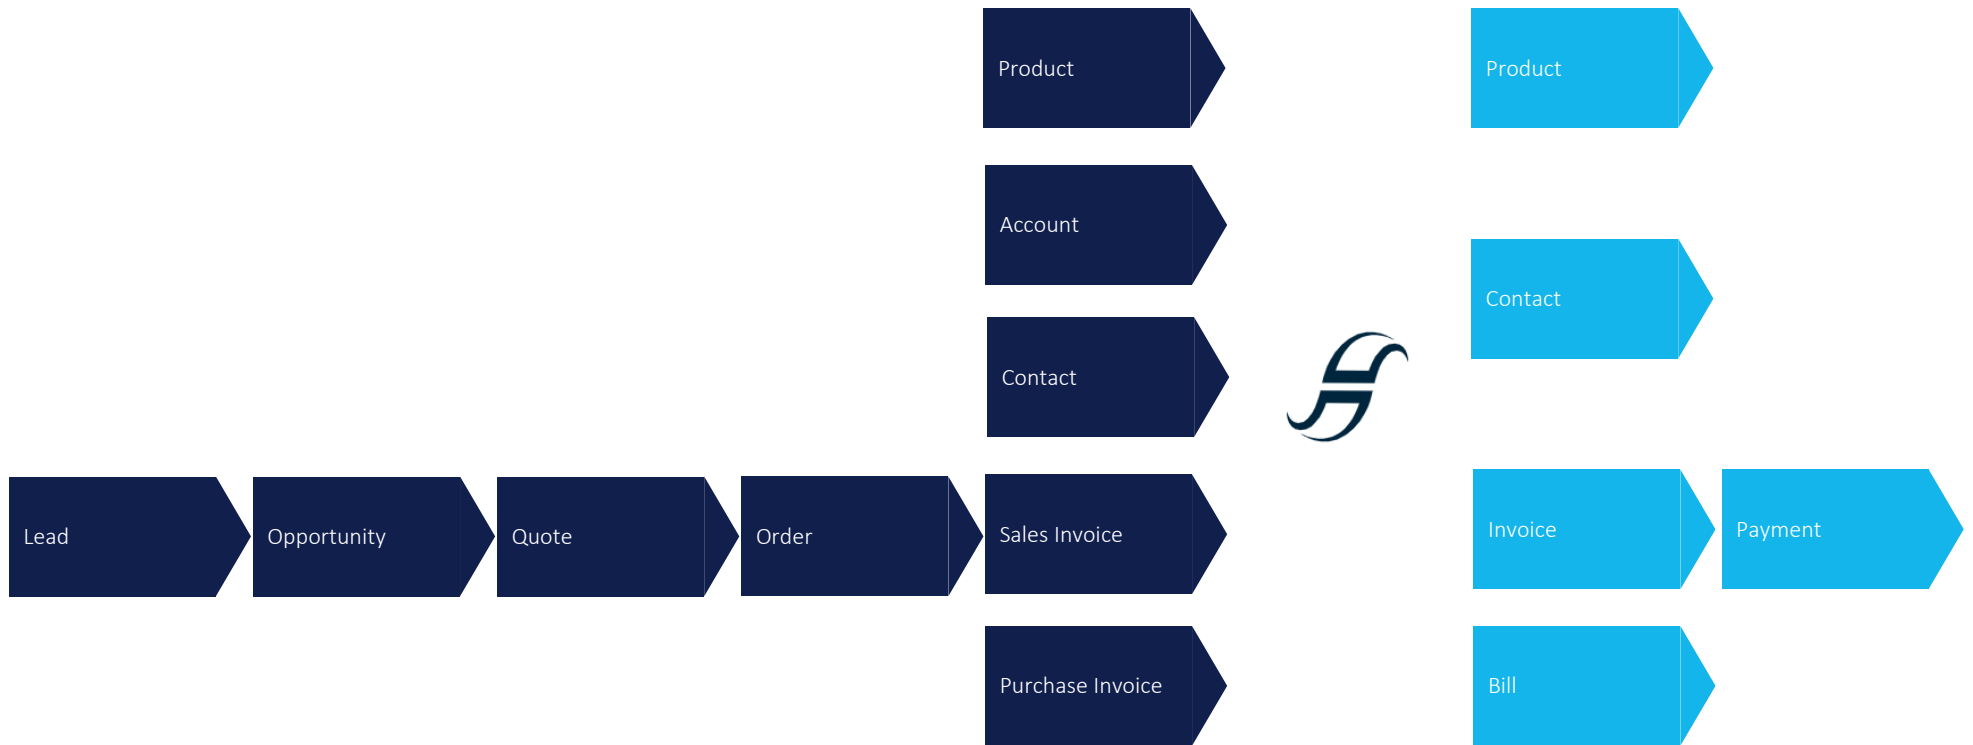 Product
Product
Account
Contact
Contact
Lead
Opportunity
Quote
Order
Sales Invoice
Invoice
Payment
Purchase Invoice
Bill